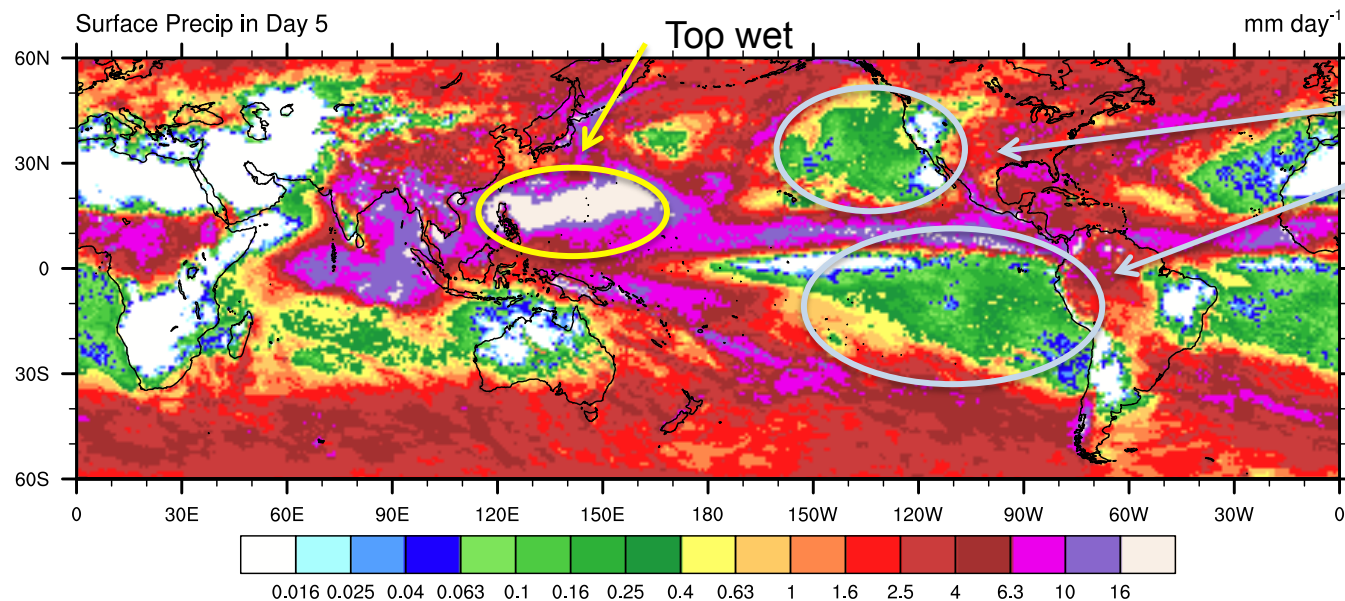 Surface Precip in Day 5
Top wet
mm day-1
60N
30N
0
30S
60S
0 30E 60E 90E 120E 150E 180 150W 120W 90W 60W 30W 0
0.016 0.025 0.04 0.063 0.1 0.16 0.25 0.4 0.63 1 1.6 2.5 4 6.3 10 16